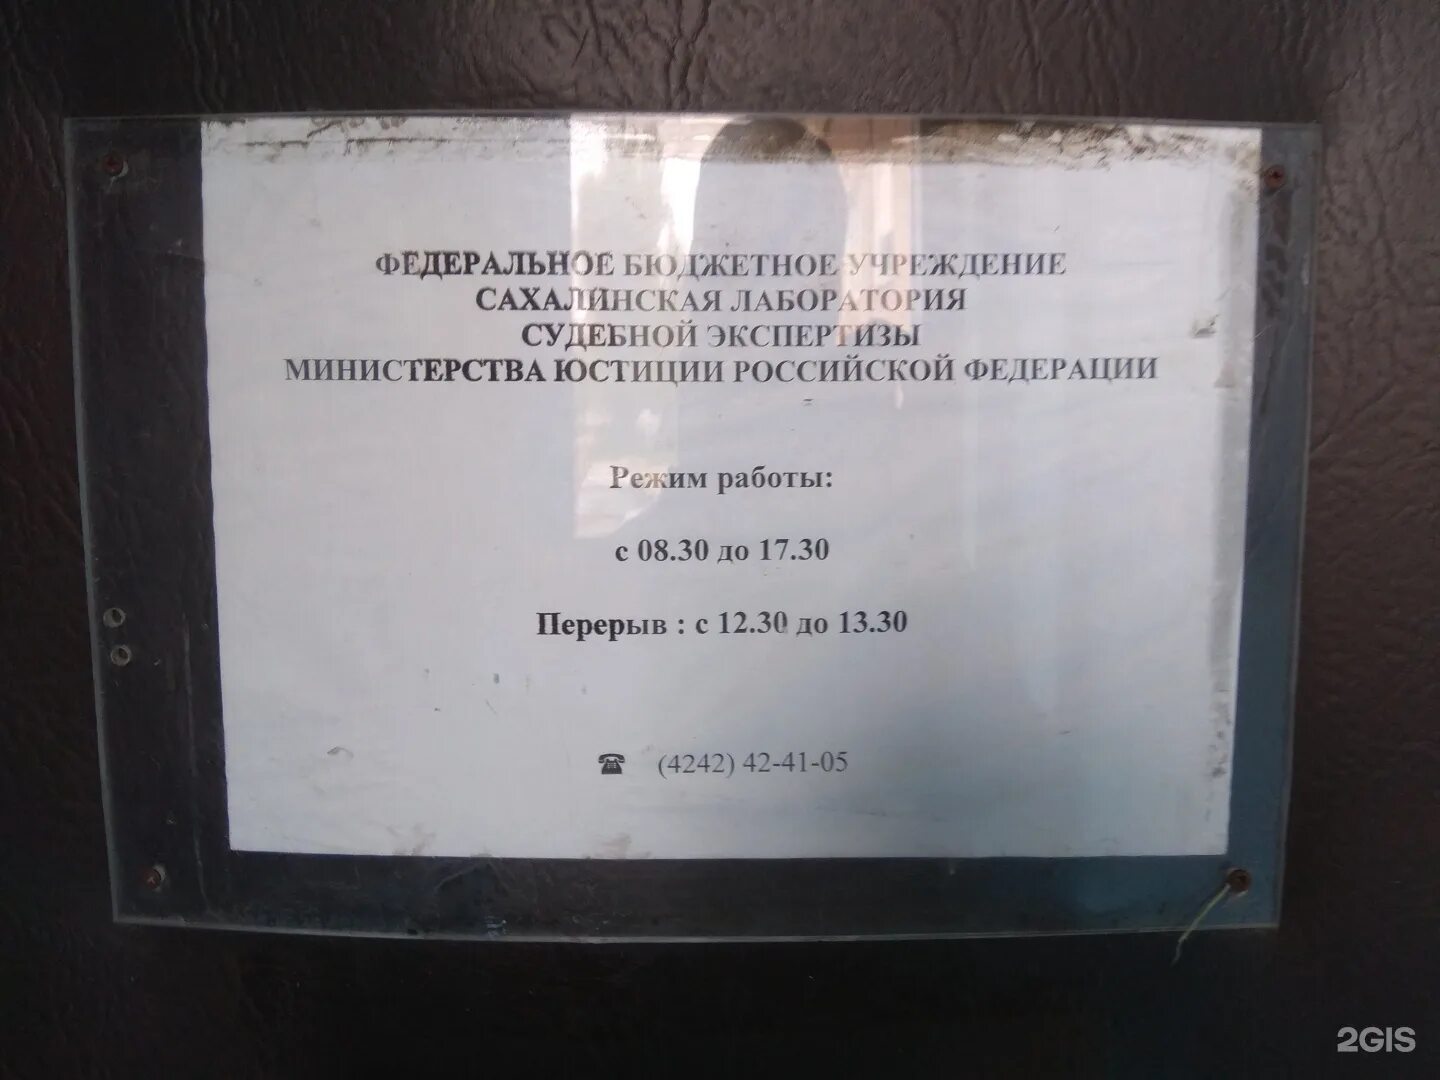 ФЕДЕРАЛЬНОЕ БЮДЖЕТНОЕ УЧРЕЖДЕНИЕ
САХАЛИНСКАЯ ЛАБОРАТОРИЯ
СУДЕБНОЙ ЭКСПЕРТИЗЫ
МИНИСТЕРСТВА ЮСТИЦИИ РОССИЙСКОЙ ФЕДЕРАЦИИ
Режим работы:
с 08.30 до 17.30
Перерыв : с 12.30 до 13.30
☎ (4242) 42-41-05
2GIS